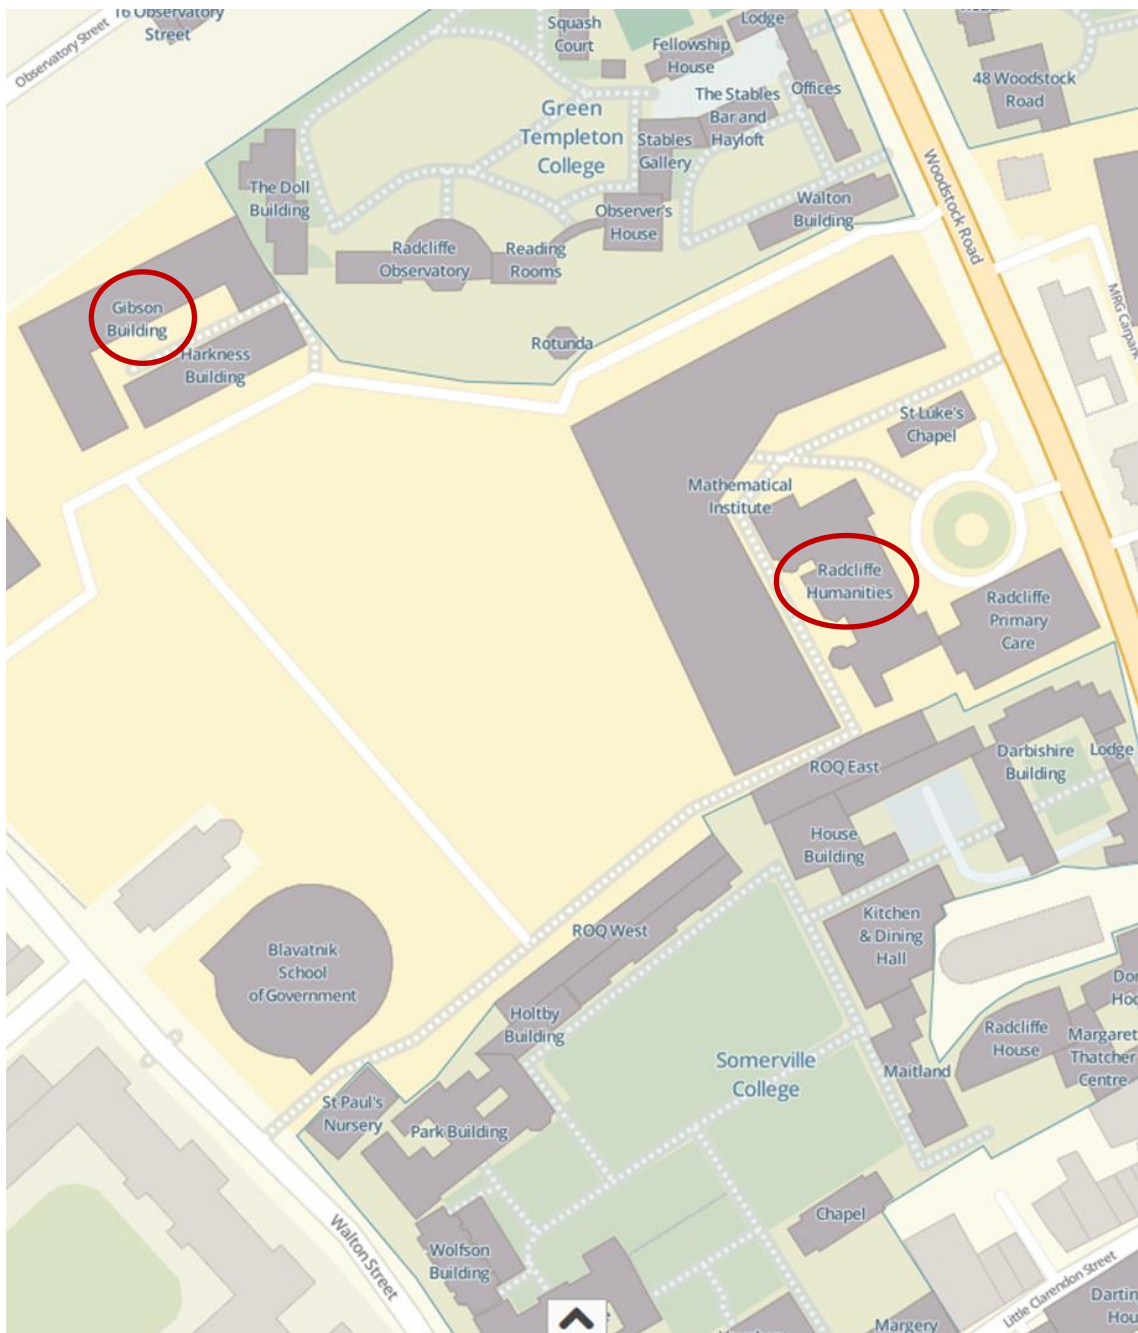 16 Observatory
Street
Observatory Street
Squash
Court
Lodge
Fellowship
House
The Stables
Bar and
Hayloft
Offices
48 Woodstock
Road
Green
Templeton
College
Stables
Gallery
Woodstock Road
The Doll
Building
Walton
Building
Observer's
House
Radcliffe
Observatory
Reading
Rooms
MRG Carpark
Gibson
Building
Rotunda
Harkness
Building
St Luke's
Chapel
Mathematical
Institute
Radcliffe
Humanities
Radcliffe
Primary
Care
Darbishire
Building
Lodge
ROQ East
House
Building
Kitchen
& Dining
Hall
ROQ West
Blavatnik
School
of Government
Holtby
Building
Radcliffe
House
Margaret
Thatcher
Centre
Somerville
College
Maitland
St Paul's
Nursery
Park Building
Chapel
Walton Street
Wolfson
Building
Little Clarendon Street
Margery